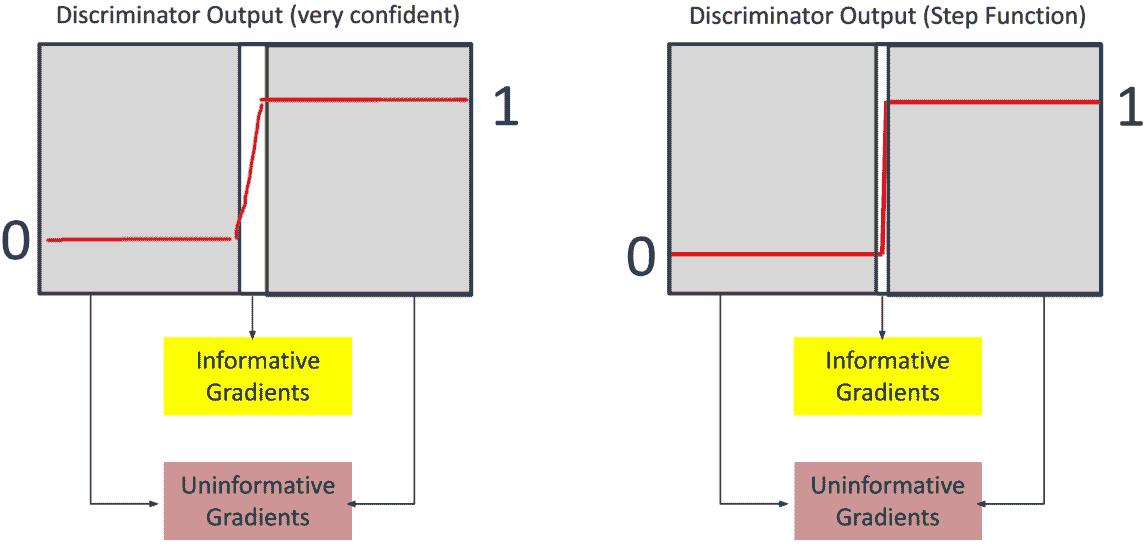 Discriminator Output (very confident)
1
0
Informative
Gradients
Uninformative
Gradients
Discriminator Output (Step Function)
1
0
Informative
Gradients
Uninformative
Gradients